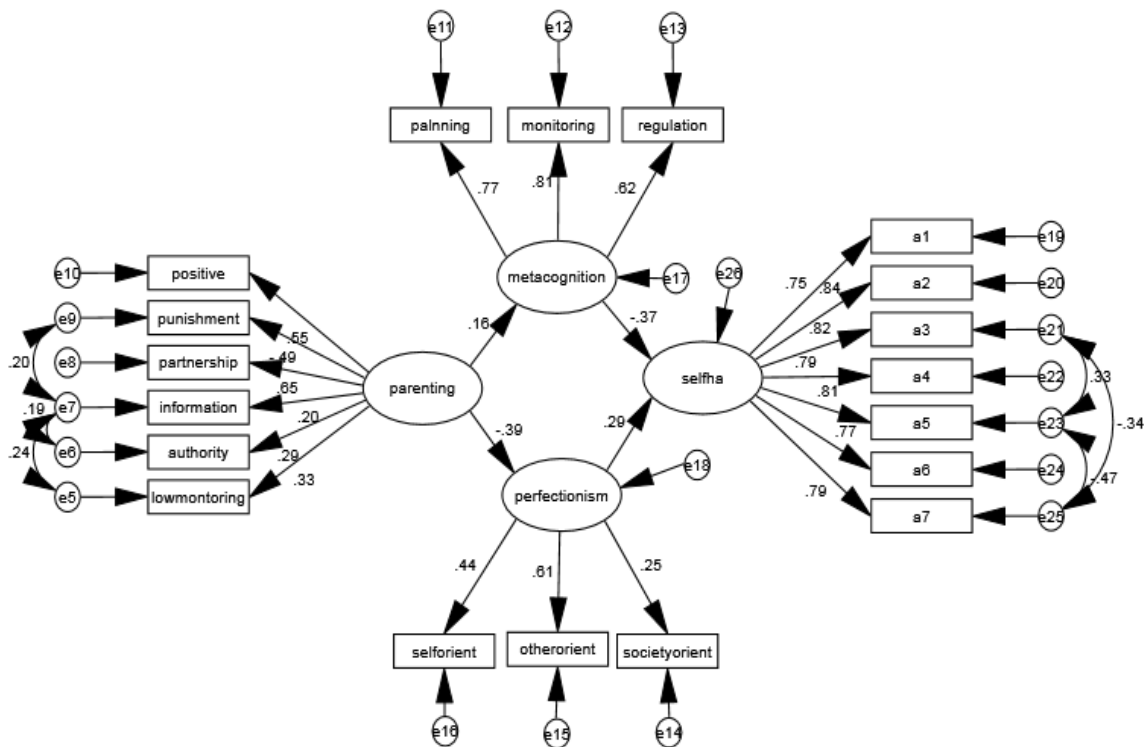 e11
e12
e13
palnning
monitoring
regulation
.77
.81
.62
e10
positive
e9
punishment
e8
partnership
e7
information
e6
authority
e5
lowmontoring
.20
.19
.24
.55
-.49
.65
.20
.29
.33
parenting
.16
-.39
metacognition
e17
e26
-.37
selfha
.29
perfectionism
e18
.75
.84
.82
.79
.81
.77
.79
a1
e19
a2
e20
a3
e21
a4
e22
a5
e23
a6
e24
a7
e25
.33
-.34
-.47
.44
.61
.25
selforient
otherorient
societyorient
e16
e15
e14